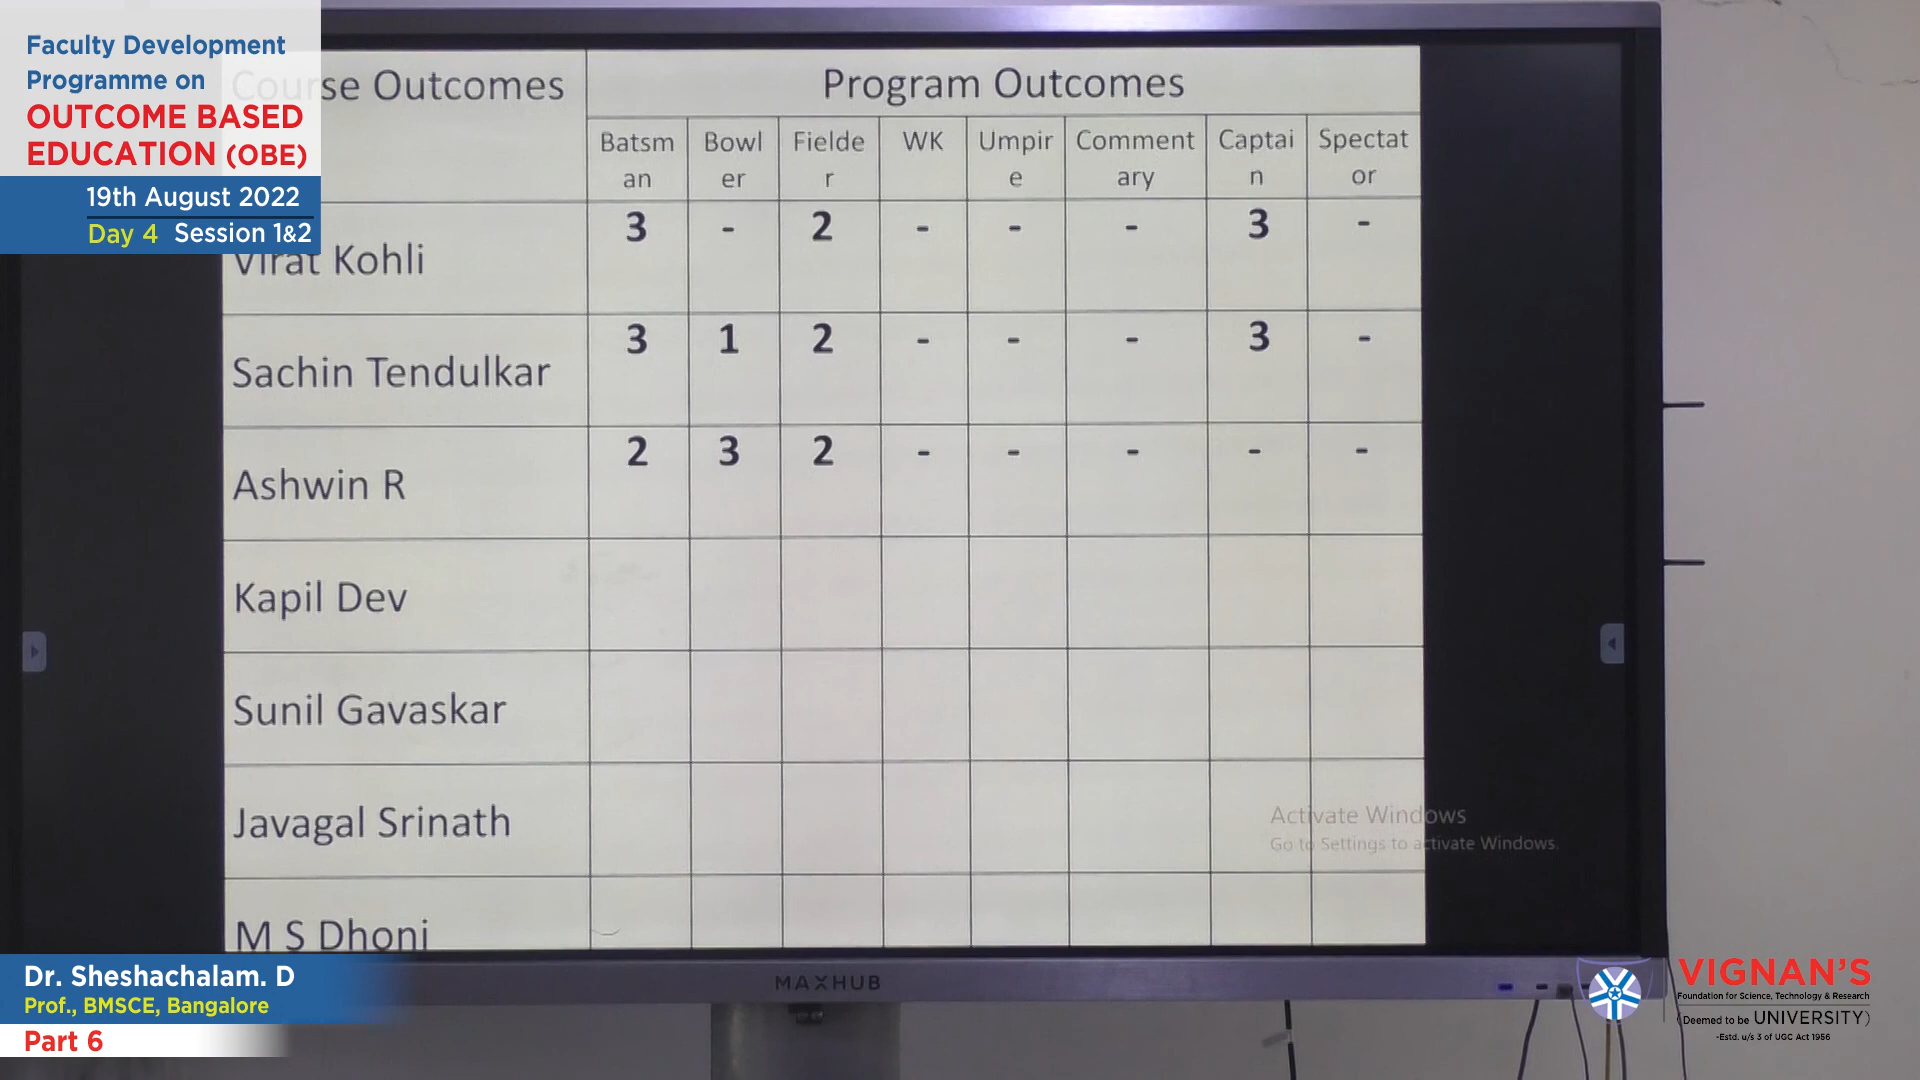 Faculty Development
Programme on
OUTCOME BASED
EDUCATION (OBE)
19th August 2022
Day 4 Session 1&2
Course Outcomes
Program Outcomes
Batsm
an
Bowl
er
Fielde
r
WK
Umpir
e
Comment
ary
Captai
n
Spectat
or
Virat Kohli 3 - 2 - - - 3 -
Sachin Tendulkar 3 1 2 - - - 3 -
Ashwin R 2 3 2 - - - - -
Kapil Dev
Sunil Gavaskar
Javagal Srinath
M S Dhoni
Activate Windows
Go to Settings to activate Windows.
MAXHUB
Dr. Sheshachalam. D
Prof., BMSCE, Bangalore
Part 6
VIGNAN'S
Foundation for Science, Technology & Research
(Deemed to be UNIVERSITY)
-Estd. u/s 3 of UGC Act 1956